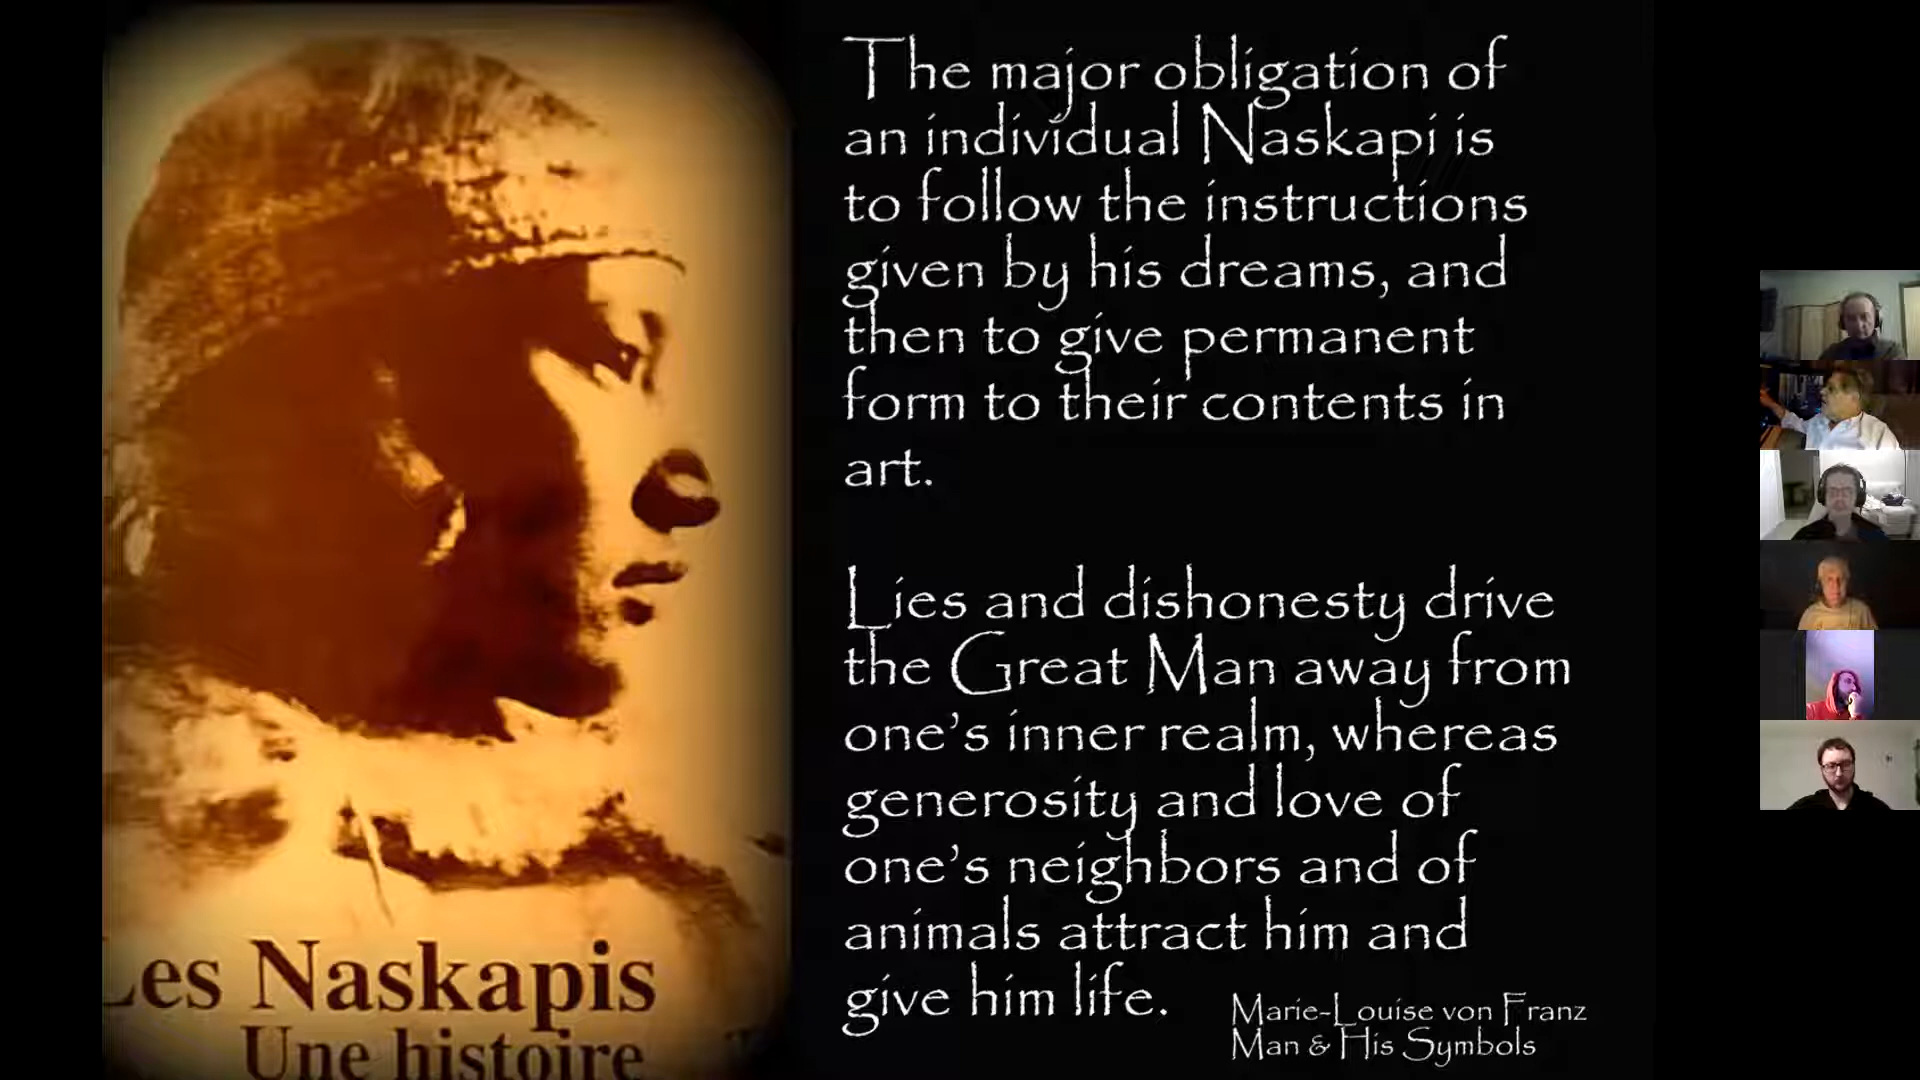 The major obligation of
an individual Naskapi is
to follow the instructions
given by his dreams, and
then to give permanent
form to their contents in
art.
Lies and dishonesty drive
the Great Man away from
one's inner realm, whereas
generosity and love of
one's neighbors and of
animals attract him and
give him life.
Marie-Louise von Franz
Man & His Symbols
Les Naskapis
Une histoire